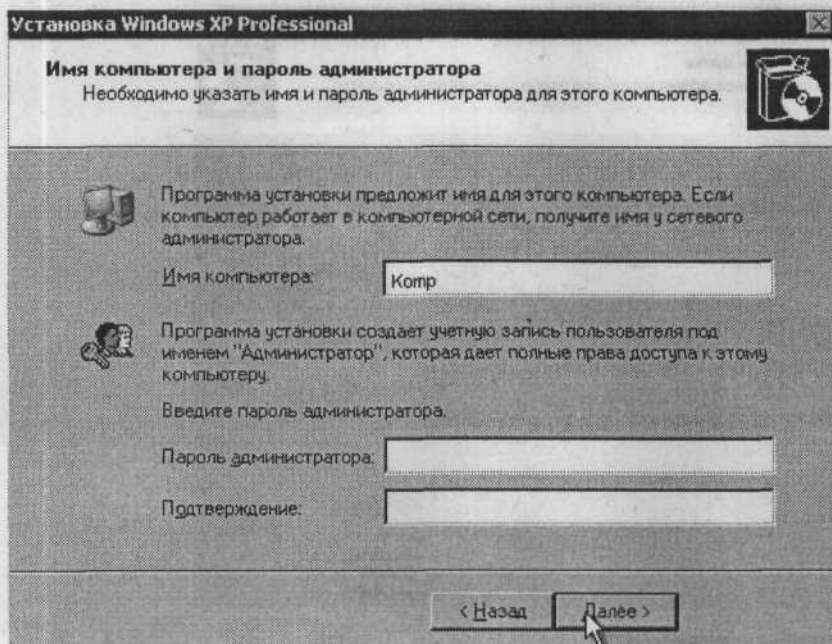 Установка Windows XP Professional
Имя компьютера и пароль администратора
Необходимо указать имя и пароль администратора для этого компьютера.
Программа установки предложит имя для этого компьютера. Если
компьютер работает в компьютерной сети, получите имя у сетевого
администратора.
Имя компьютера:
Komp
Программа установки создает учетную запись пользователя под
именем "Администратор", которая дает полные права доступа к этому
компьютеру.
Введите пароль администратора.
Пароль администратора:
Подтверждение:
< Назад
Далее >